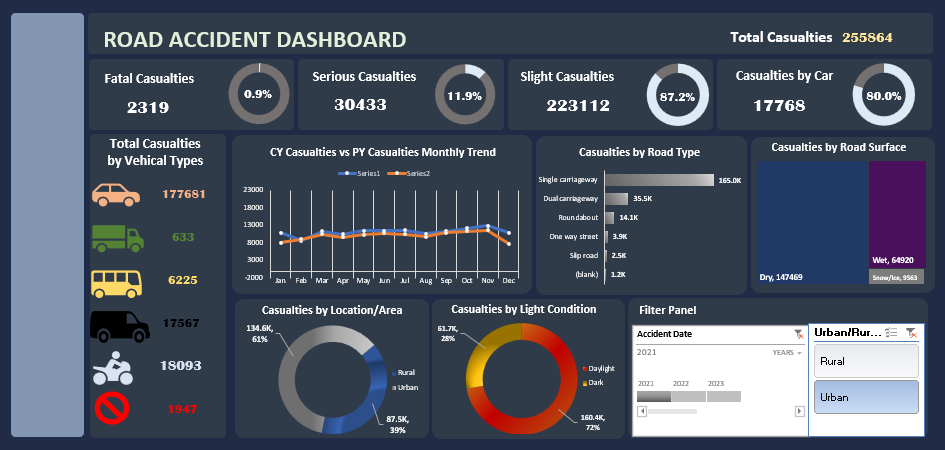 ROAD ACCIDENT DASHBOARD
Total Casualties 255864
Fatal Casualties
2319
0.9%
Serious Casualties
30433
11.9%
Slight Casualties
223112
87.2%
Casualties by Car
17768
80.0%
Total Casualties
by Vehical Types
177681
633
6225
17567
18093
1947
CY Casualties vs PY Casualties Monthly Trend
Series1 Series2
23000
18000
13000
8000
3000
-2000
Jan Feb Mar Apr May Jun Jul Aug Sep Oct Nov Dec
Casualties by Road Type
Single carriageway 165.0K
Dual carriageway 35.5K
Roundabout 14.1K
One way street 3.9K
Slip road 2.5K
(blank) 1.2K
Casualties by Road Surface
Dry, 147469
Wet, 64920
Snow/Ice, 9563
Casualties by Location/Area
134.6K,
61%
Rural
Urban
87.5K,
39%
Casualties by Light Condition
61.7K,
28%
Daylight
Dark
160.4K,
72%
Filter Panel
Accident Date
2021 YEARS
2021 2022 2023
Urban/Rur...
Rural
Urban